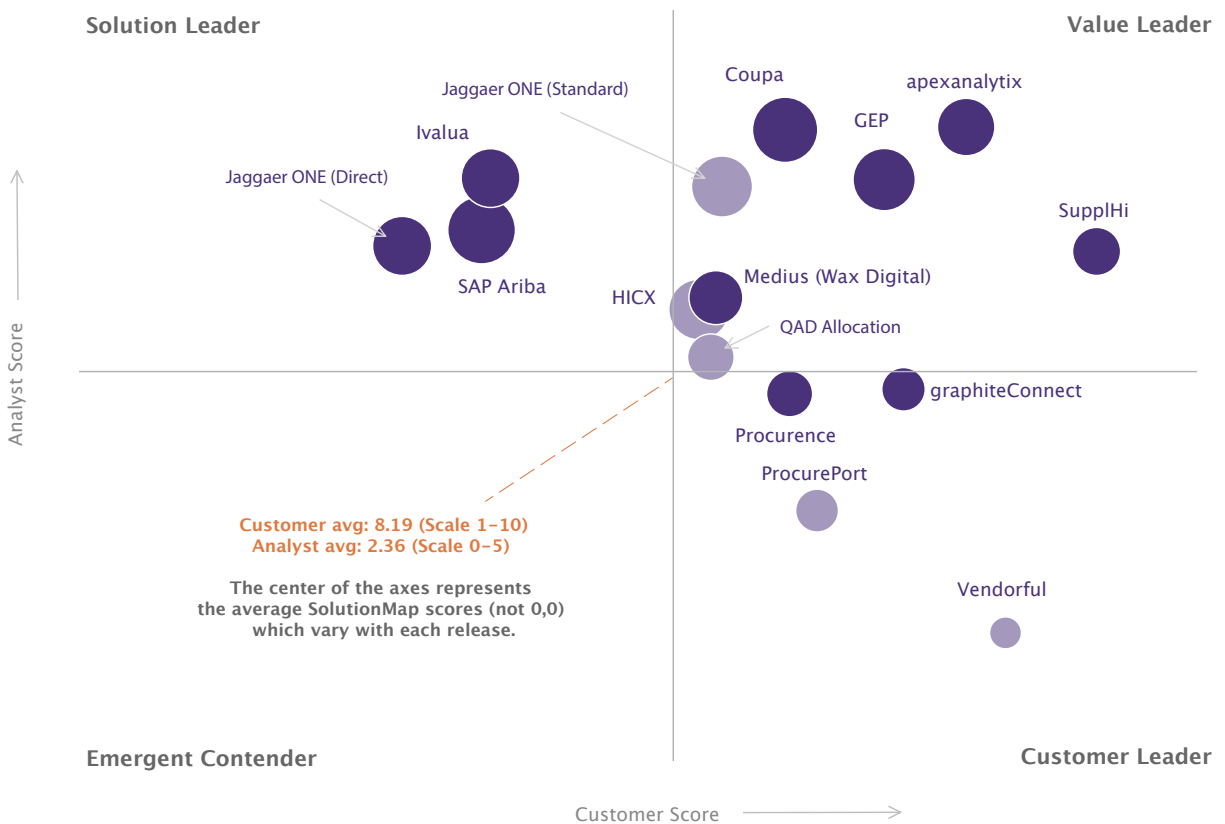 Solution Leader
Value Leader
Coupa
apexanalytix
Jaggaer ONE (Standard)
GEP
Ivalua
Jaggaer ONE (Direct)
SupplHi
SAP Ariba
HICX
Medius (Wax Digital)
QAD Allocation
Analyst Score
graphiteConnect
Procurence
ProcurePort
Customer avg: 8.19 (Scale 1-10)
Analyst avg: 2.36 (Scale 0-5)
The center of the axes represents
the average SolutionMap scores (not 0,0)
which vary with each release.
Vendorful
Emergent Contender
Customer Leader
Customer Score